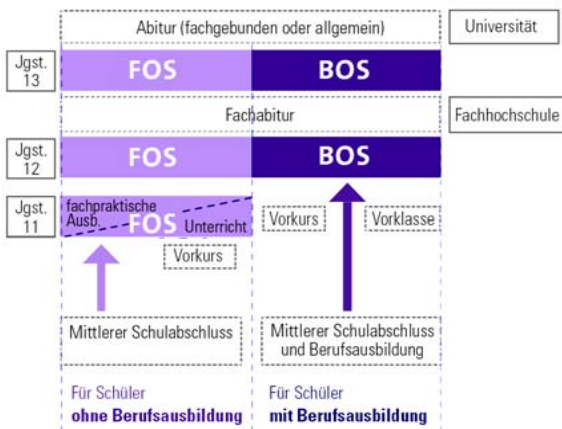 Abitur (fachgebunden oder allgemein)
Universität
Jgst.
13
FOS
BOS
Fachabitur
Fachhochschule
Jgst.
12
FOS
BOS
Jgst.
11
fachpraktische
Ausb.
FOS
Unterricht
Vorkurs
Vorkurs
Vorklasse
Mittlerer Schulabschluss
Mittlerer Schulabschluss
und Berufsausbildung
Für Schüler
ohne Berufsausbildung
Für Schüler
mit Berufsausbildung